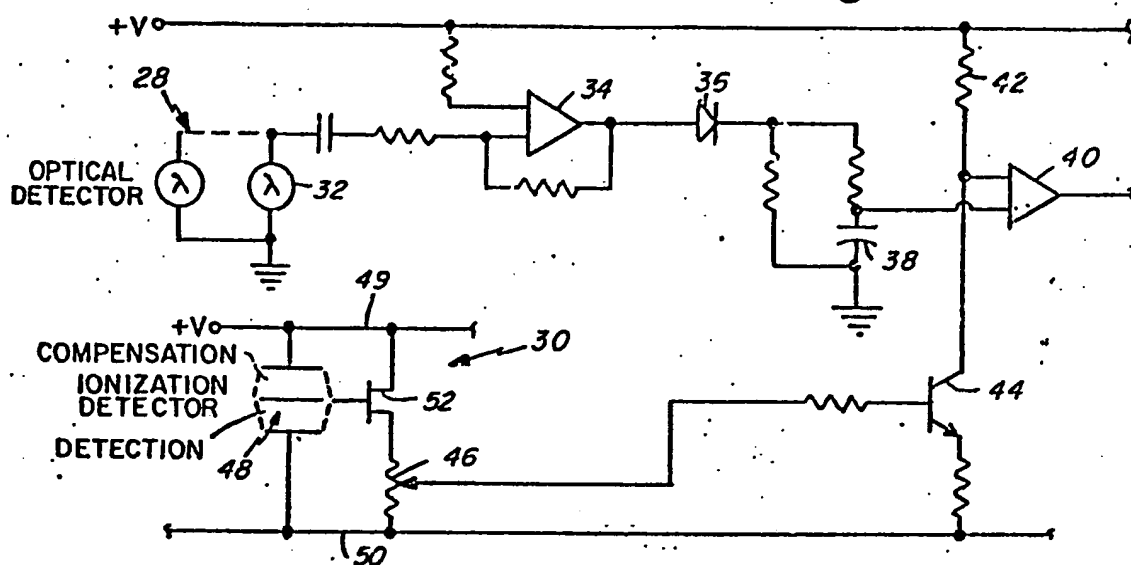 +V
28
34
35
42
OPTICAL
DETECTOR
λ
λ
32
40
38
49
+V
30
COMPENSATION
IONIZATION
DETECTOR
DETECTION
48
52
46
44
50